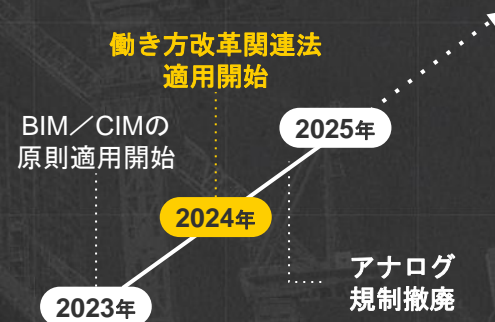 働き方改革関連法
適用開始
BIM／CIMの
原則適用開始
2025年
2024年
アナログ
規制撤廃
2023年